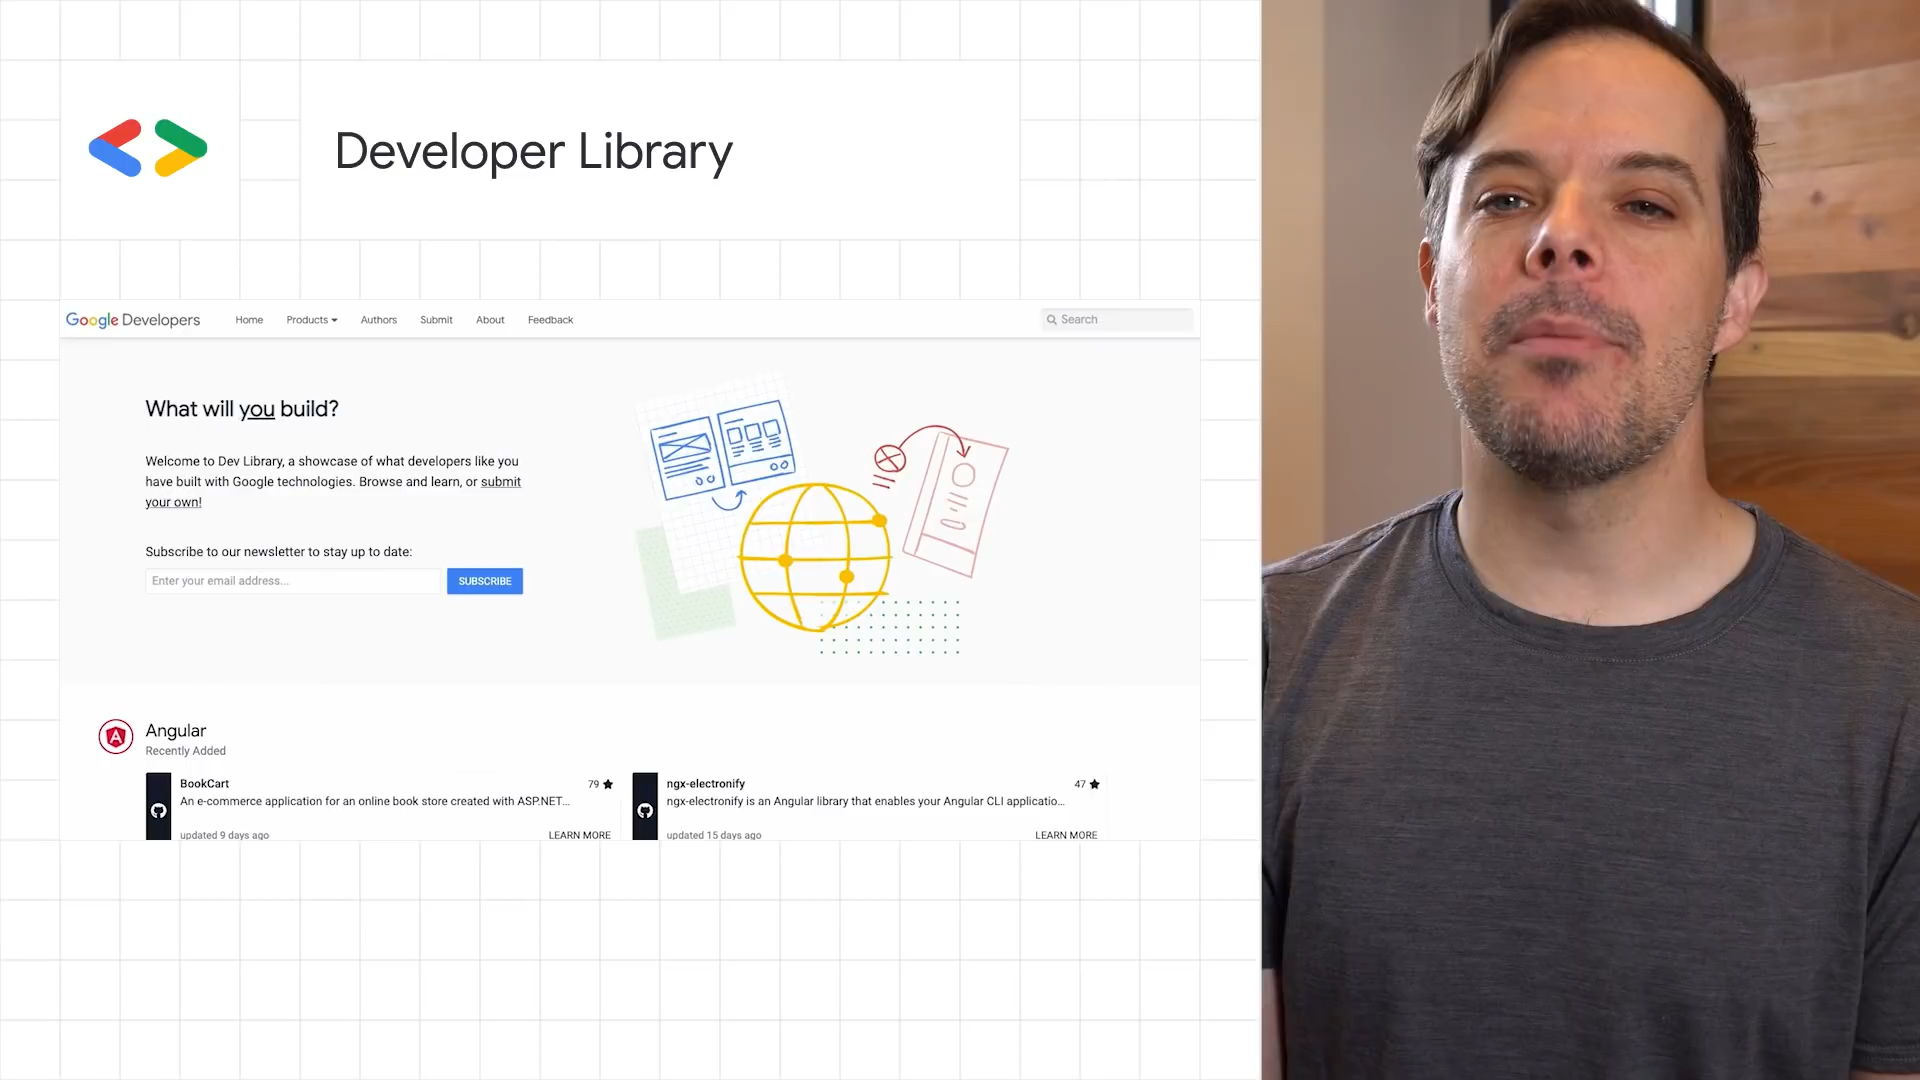 Developer Library
Google Developers
Home
Products
Authors
Submit
About
Feedback
Search
What will you build?
Welcome to Dev Library, a showcase of what developers like you
have built with Google technologies. Browse and learn, or submit
your own!
Subscribe to our newsletter to stay up to date:
Enter your email address...
SUBSCRIBE
Angular
Recently Added
BookCart
79
An e-commerce application for an online book store created with ASP.NET...
updated 9 days ago
LEARN MORE
ngx-electronify
47
ngx-electronify is an Angular library that enables your Angular CLI applicatio...
updated 15 days ago
LEARN MORE